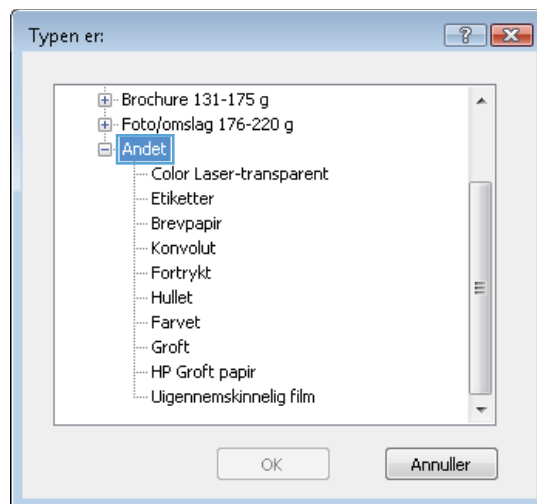 Typen er:
Brochure 131-175 g
Foto/omslag 176-220 g
Andet
Color Laser-transparent
Etiketter
Brevpapir
Konvolut
Fortrykt
Hullet
Farvet
Groft
HP Groft papir
Uigennemskinnelig film
OK
Annuller